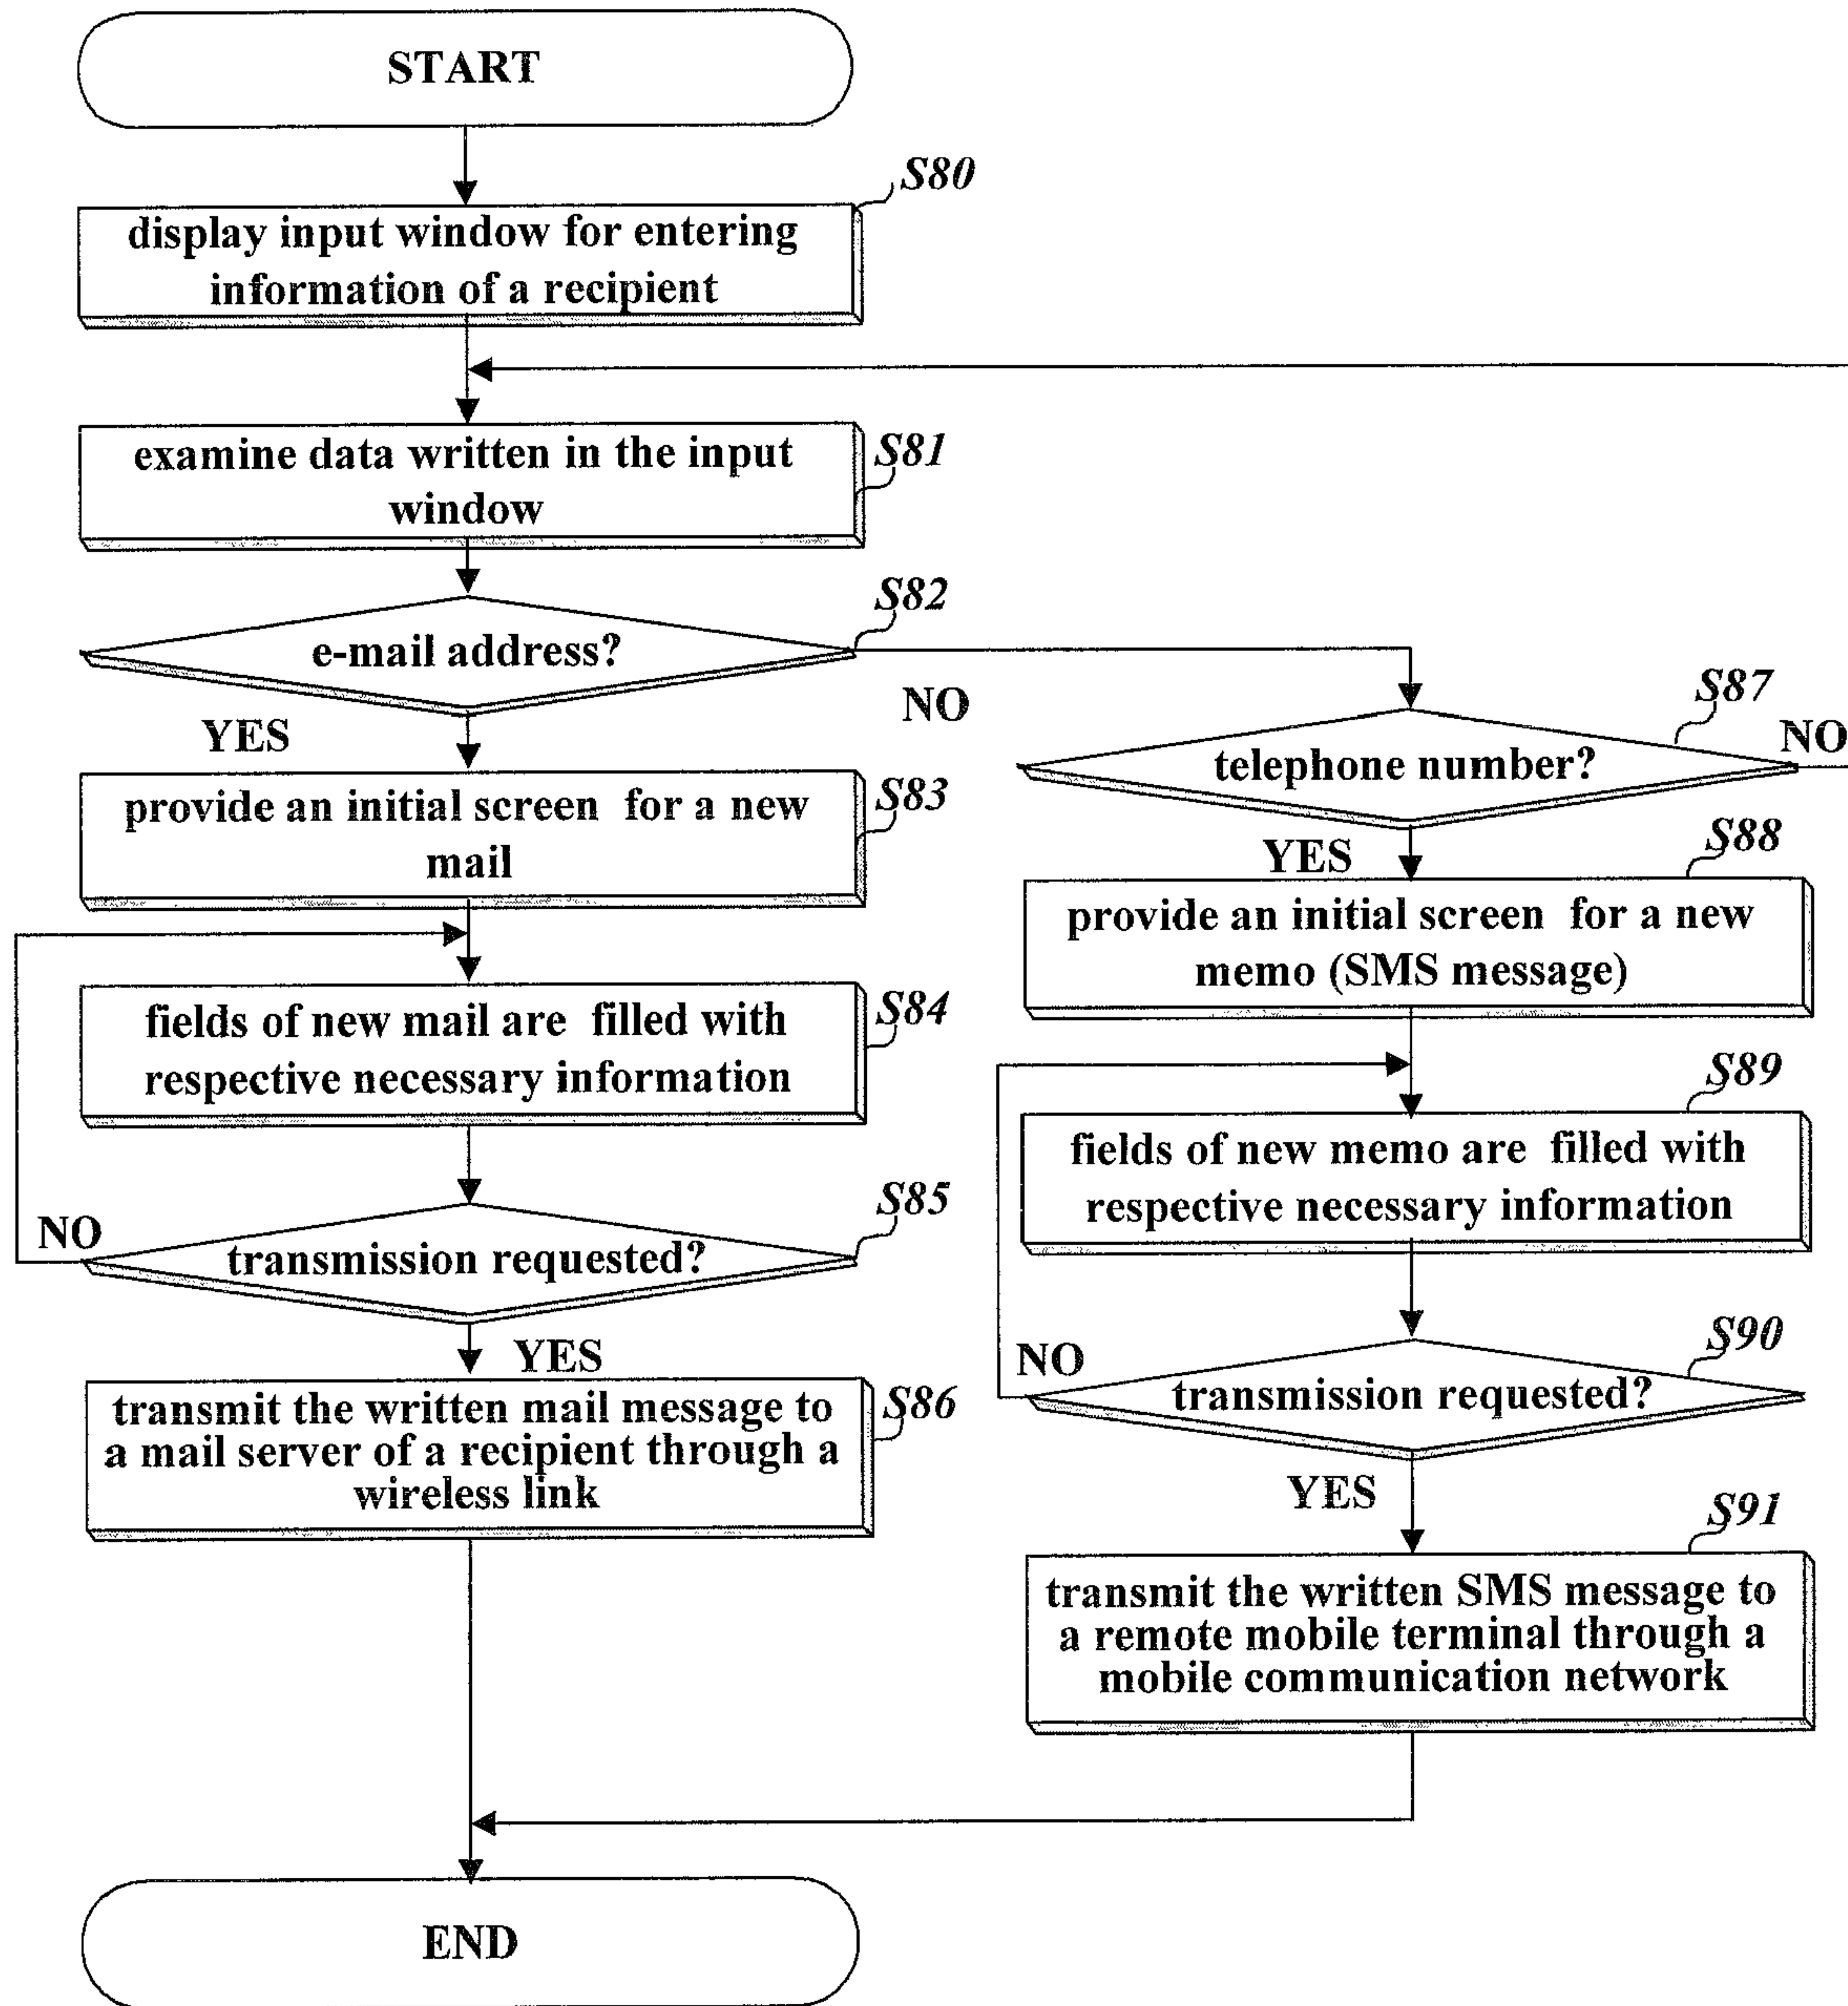 START
S80
display input window for entering
information of a recipient
examine data written in the input
window
S81
e-mail address?
S82
YES
NO
provide an initial screen for a new
mail
S83
fields of new mail are filled with
respective necessary information
S84
transmission requested?
S85
NO
YES
transmit the written mail message to
a mail server of a recipient through a
wireless link
S86
telephone number?
S87
NO
YES
S88
provide an initial screen for a new
memo (SMS message)
S89
fields of new memo are filled with
respective necessary information
S90
NO
transmission requested?
YES
S91
transmit the written SMS message to
a remote mobile terminal through a
mobile communication network
END